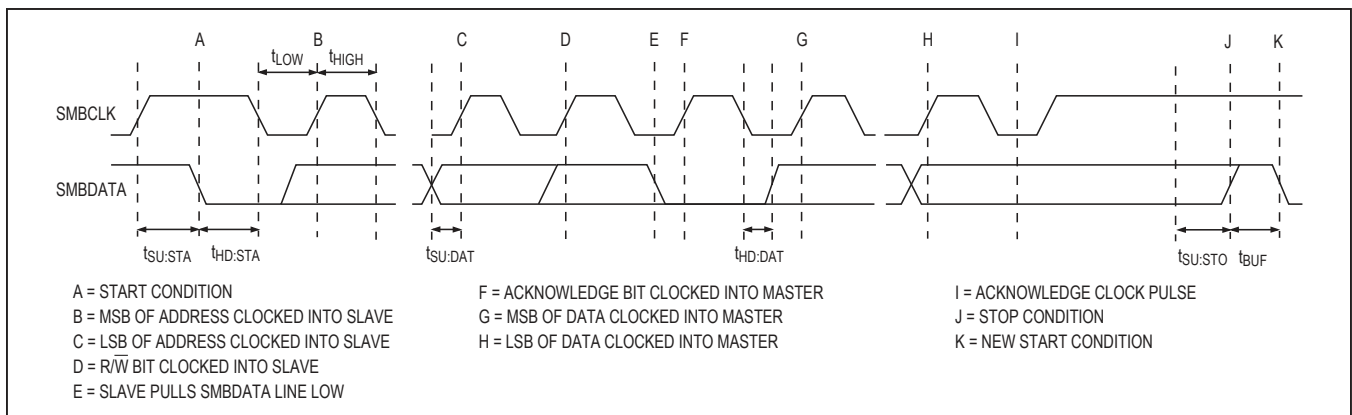 A B C D E F G H I J K
tLOW tHIGH
SMBCLK
SMBDATA
tSU:STA tHD:STA tSU:DAT tHD:DAT tSU:STO tBUF
A = START CONDITION
B = MSB OF ADDRESS CLOCKED INTO SLAVE
C = LSB OF ADDRESS CLOCKED INTO SLAVE
D = R/W̅ BIT CLOCKED INTO SLAVE
E = SLAVE PULLS SMBDATA LINE LOW
F = ACKNOWLEDGE BIT CLOCKED INTO MASTER
G = MSB OF DATA CLOCKED INTO MASTER
H = LSB OF DATA CLOCKED INTO MASTER
I = ACKNOWLEDGE CLOCK PULSE
J = STOP CONDITION
K = NEW START CONDITION